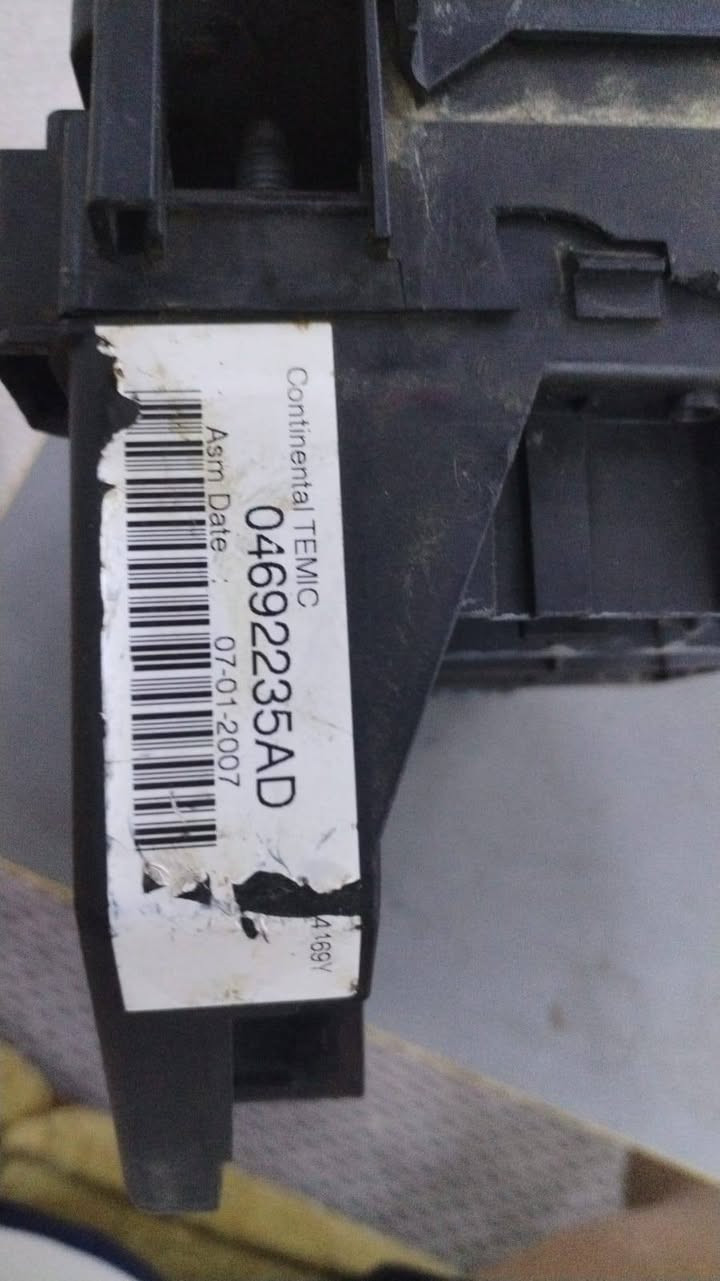 Continental TEMIC
04692235AD
Asm Date : 07-01-2007
4169Y